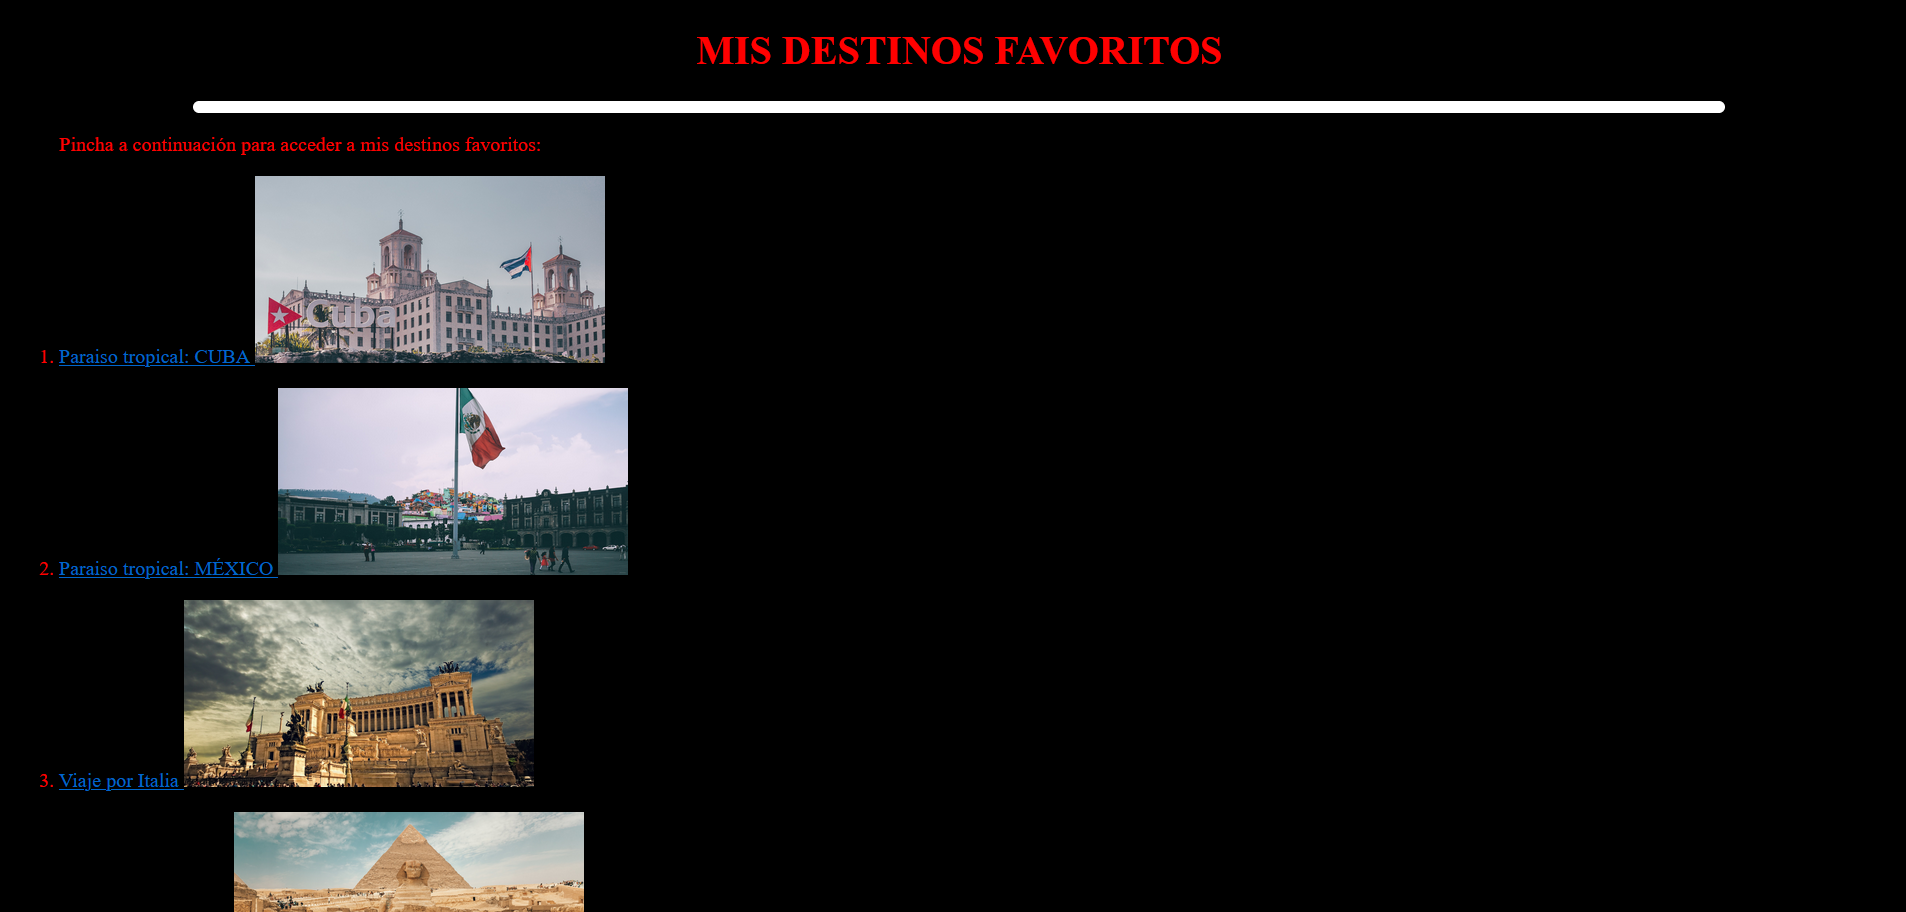 MIS DESTINOS FAVORITOS
Pincha a continuación para acceder a mis destinos favoritos:
Cuba
1. Paraiso tropical: CUBA
2. Paraiso tropical: MÉXICO
3. Viaje por Italia